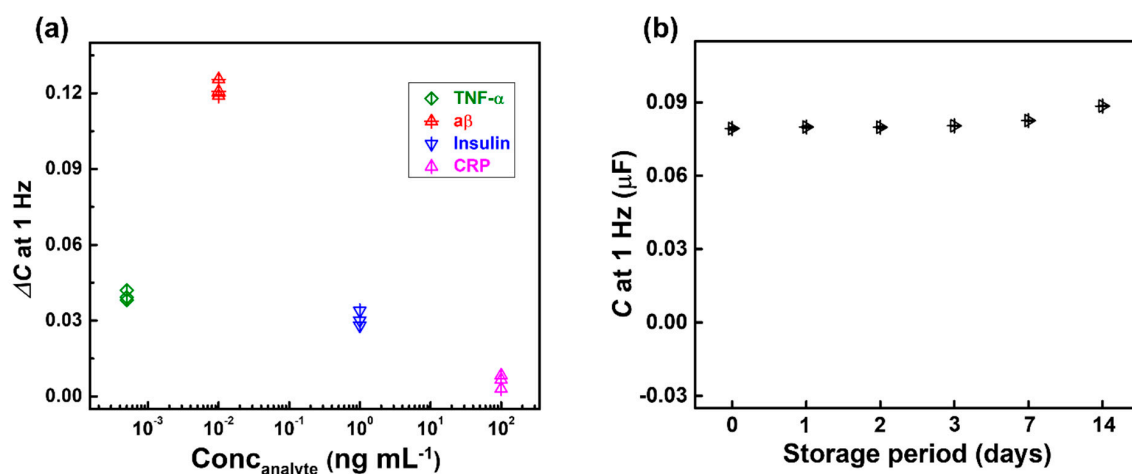 (a)
ΔC at 1 Hz
0.12
0.09
0.06
0.03
0.00
TNF-α
aβ
Insulin
CRP
10⁻³ 10⁻² 10⁻¹ 10⁰ 10¹ 10²
Conc_analyte (ng mL⁻¹)
(b)
C at 1 Hz (μF)
0.09
0.06
0.03
0.00
-0.03
0 1 2 3 7 14
Storage period (days)